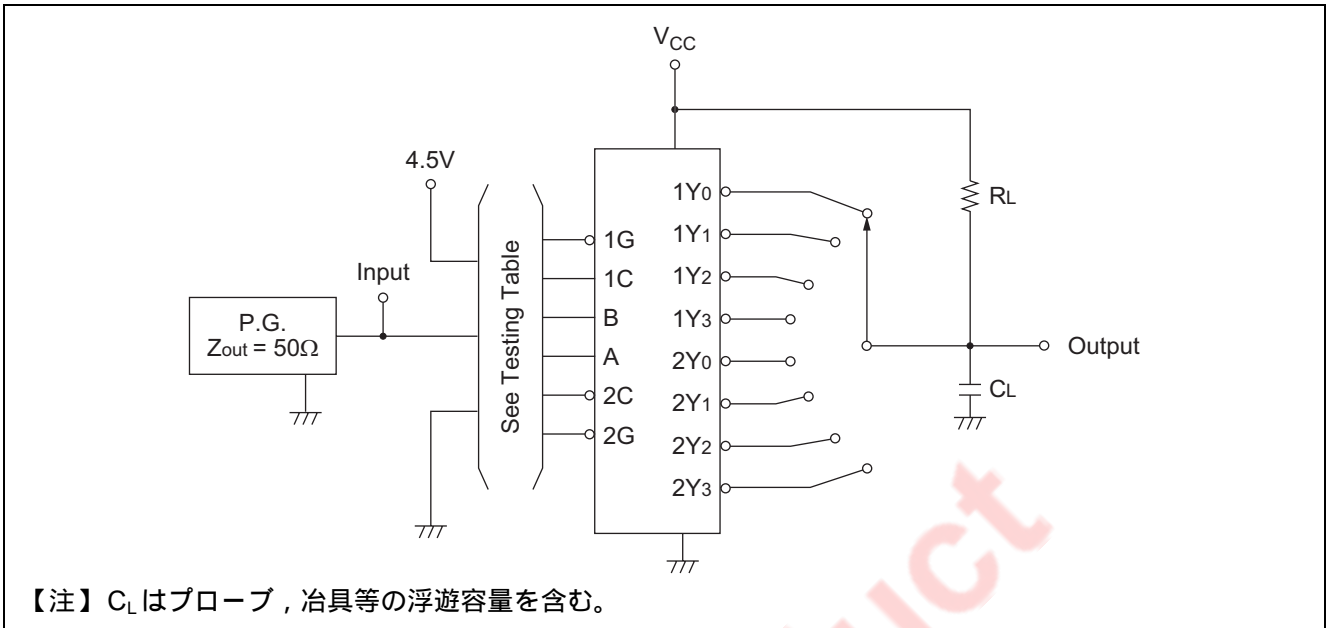 VCC
4.5V
Input
P.G.
Zout = 50Ω
See Testing Table
1G
1C
B
A
2C
2G
1Y0
1Y1
1Y2
1Y3
2Y0
2Y1
2Y2
2Y3
RL
Output
CL
【注】CLはプローブ，冶具等の浮遊容量を含む。
uct